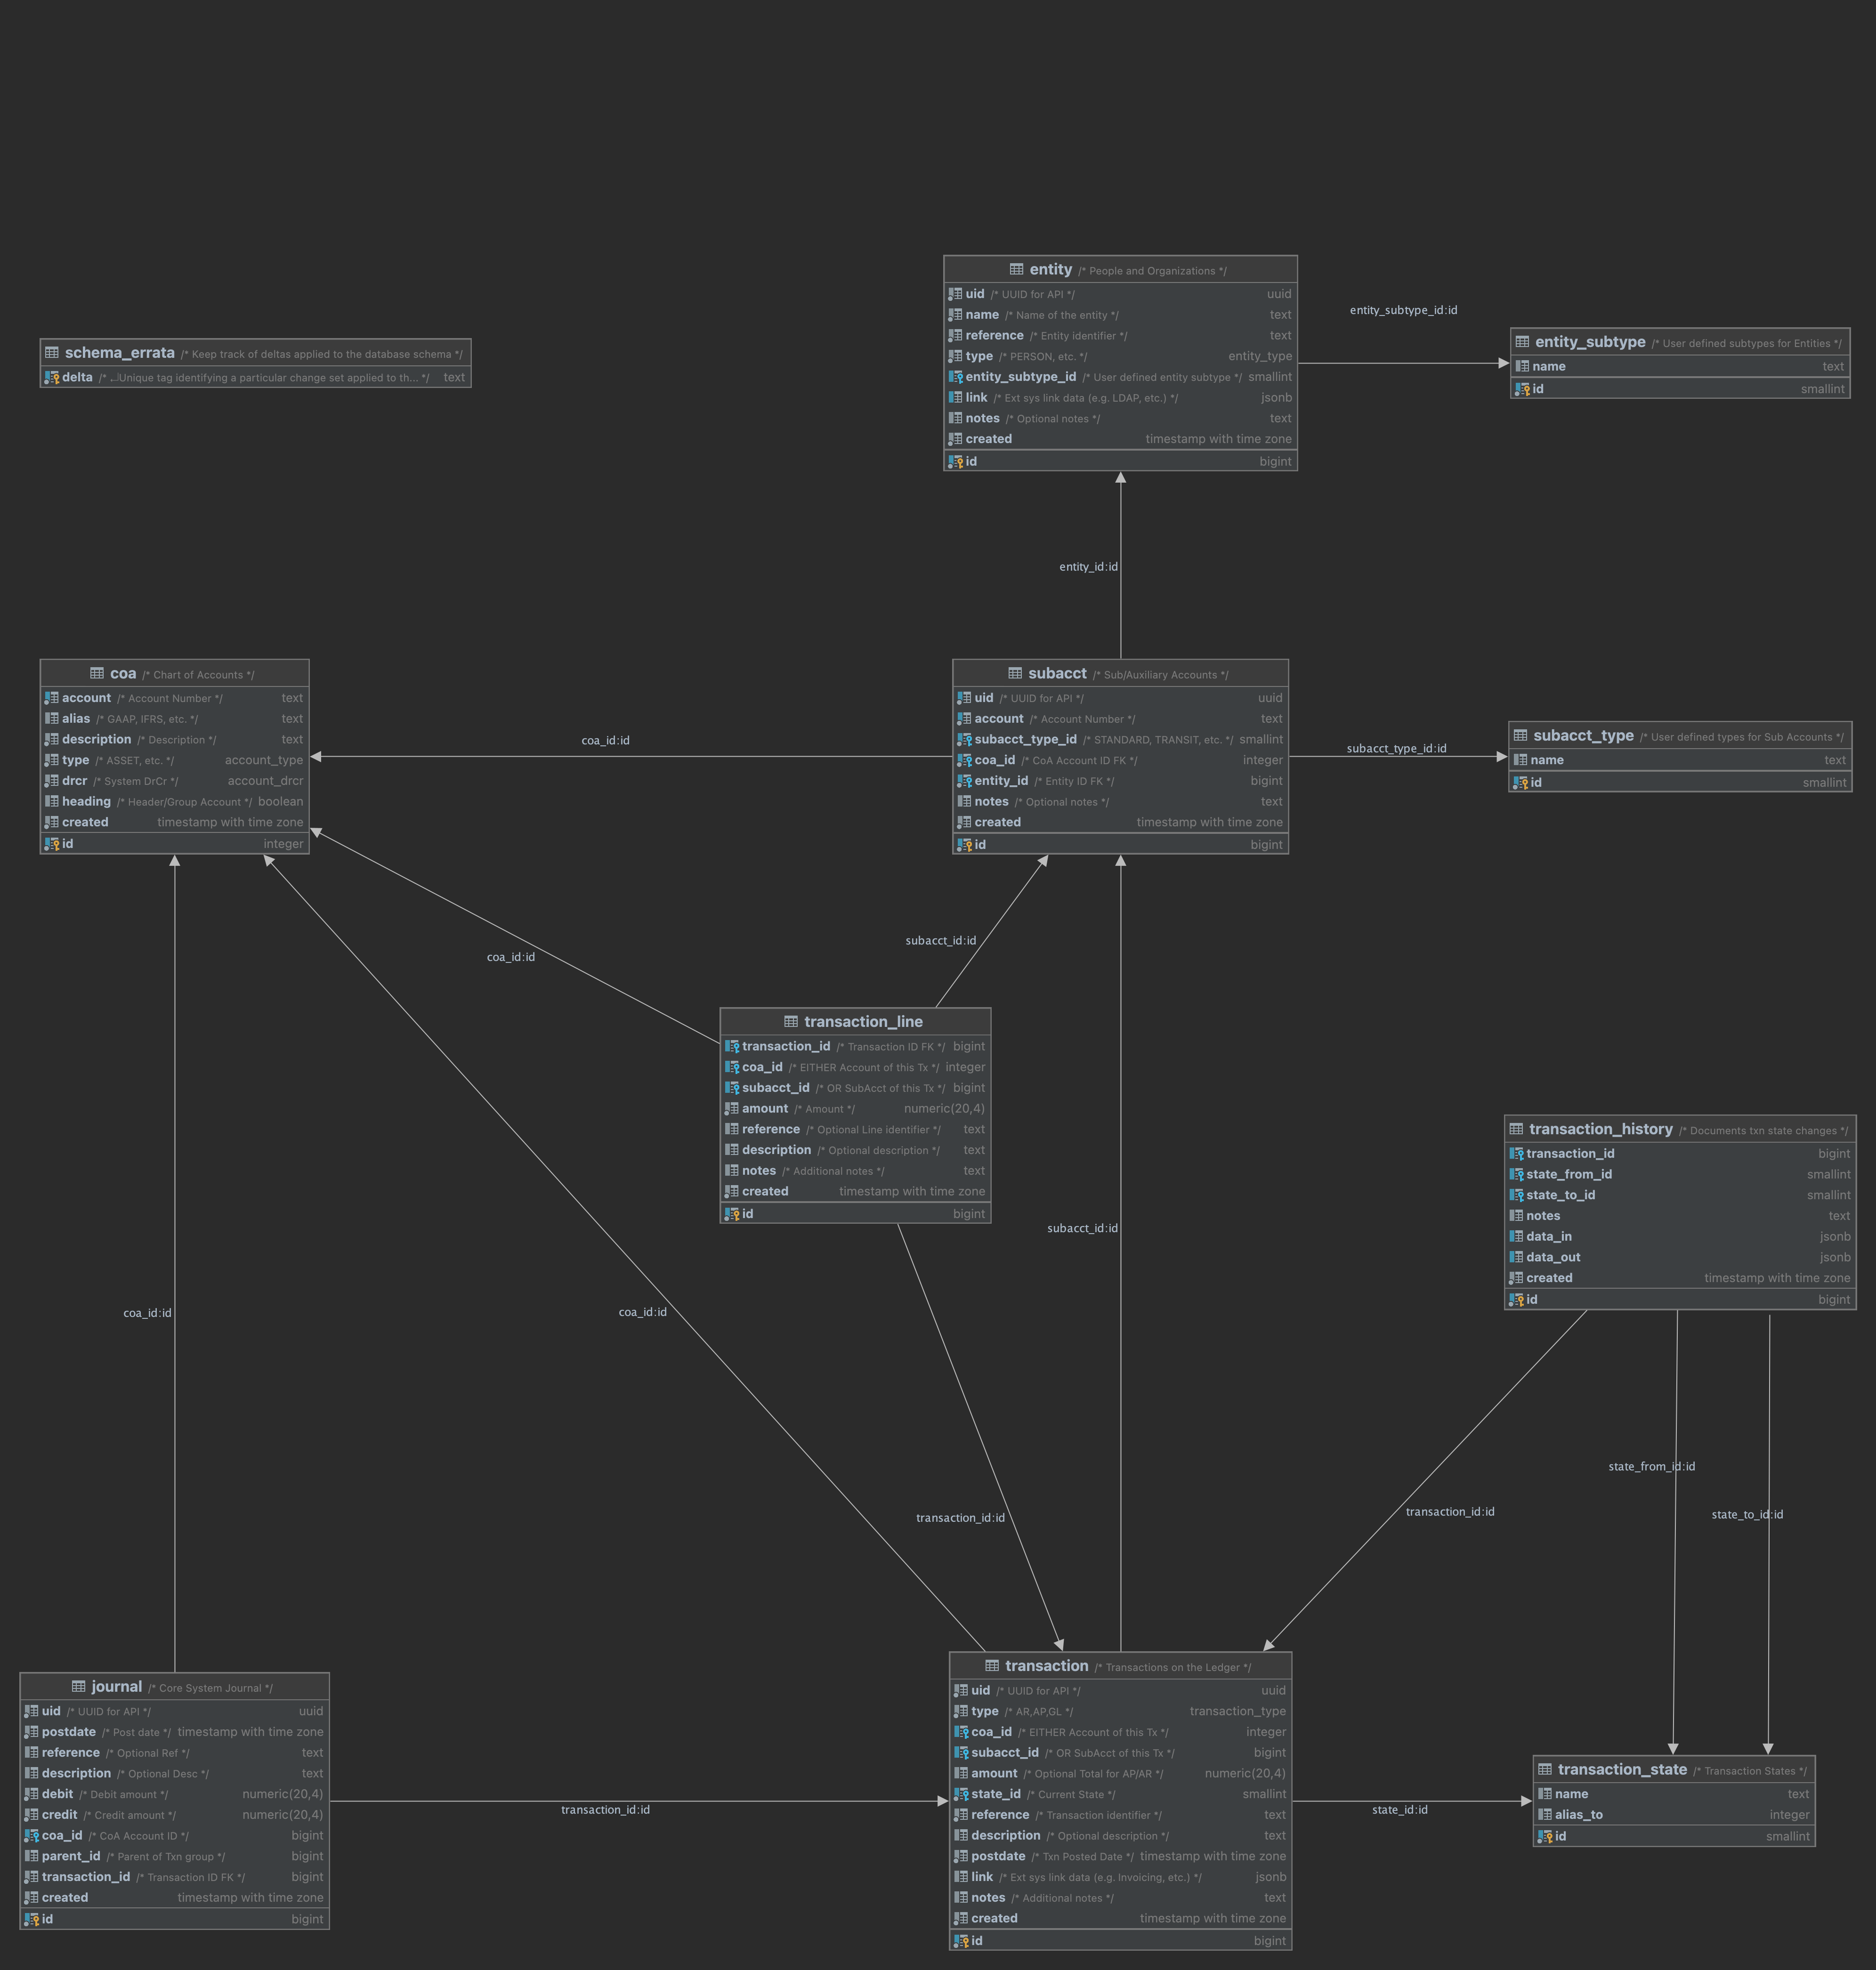 entity /* People and Organizations */
uid /* UUID for API */ uuid
name /* Name of the entity */ text
reference /* Entity identifier */ text
type /* PERSON, etc. */ entity_type
entity_subtype_id /* User defined entity subtype */ smallint
link /* Ext sys link data (e.g. LDAP, etc.) */ jsonb
notes /* Optional notes */ text
created timestamp with time zone
id bigint
entity_subtype_id:id
entity_subtype /* User defined subtypes for Entities */
name text
id smallint
schema_errata /* Keep track of deltas applied to the database schema */
delta /* ...Unique tag identifying a particular change set applied to th... */ text
entity_id:id
coa /* Chart of Accounts */
account /* Account Number */ text
alias /* GAAP, IFRS, etc. */ text
description /* Description */ text
type /* ASSET, etc. */ account_type
drcr /* System DrCr */ account_drcr
heading /* Header/Group Account */ boolean
created timestamp with time zone
id integer
coa_id:id
subacct /* Sub/Auxiliary Accounts */
uid /* UUID for API */ uuid
account /* Account Number */ text
subacct_type_id /* STANDARD, TRANSIT, etc. */ smallint
coa_id /* CoA Account ID FK */ integer
entity_id /* Entity ID FK */ bigint
notes /* Optional notes */ text
created timestamp with time zone
id bigint
subacct_type_id:id
subacct_type /* User defined types for Sub Accounts */
name text
id smallint
subacct_id:id
coa_id:id
transaction_line
transaction_id /* Transaction ID FK */ bigint
coa_id /* EITHER Account of this Tx */ integer
subacct_id /* OR SubAcct of this Tx */ bigint
amount /* Amount */ numeric(20,4)
reference /* Optional Line identifier */ text
description /* Optional description */ text
notes /* Additional notes */ text
created timestamp with time zone
id bigint
transaction_history /* Documents txn state changes */
transaction_id bigint
state_from_id smallint
state_to_id smallint
notes text
data_in jsonb
data_out jsonb
created timestamp with time zone
id bigint
subacct_id:id
coa_id:id
coa_id:id
state_from_id:id
transaction_id:id
state_to_id:id
transaction_id:id
journal /* Core System Journal */
uid /* UUID for API */ uuid
postdate /* Post date */ timestamp with time zone
reference /* Optional Ref */ text
description /* Optional Desc */ text
debit /* Debit amount */ numeric(20,4)
credit /* Credit amount */ numeric(20,4)
coa_id /* CoA Account ID */ bigint
parent_id /* Parent of Txn group */ bigint
transaction_id /* Transaction ID FK */ bigint
created timestamp with time zone
id bigint
transaction_id:id
transaction /* Transactions on the Ledger */
uid /* UUID for API */ uuid
type /* AR,AP,GL */ transaction_type
coa_id /* EITHER Account of this Tx */ integer
subacct_id /* OR SubAcct of this Tx */ bigint
amount /* Optional Total for AP/AR */ numeric(20,4)
state_id /* Current State */ smallint
reference /* Transaction identifier */ text
description /* Optional description */ text
postdate /* Txn Posted Date */ timestamp with time zone
link /* Ext sys link data (e.g. Invoicing, etc.) */ jsonb
notes /* Additional notes */ text
created timestamp with time zone
id bigint
state_id:id
transaction_state /* Transaction States */
name text
alias_to integer
id smallint